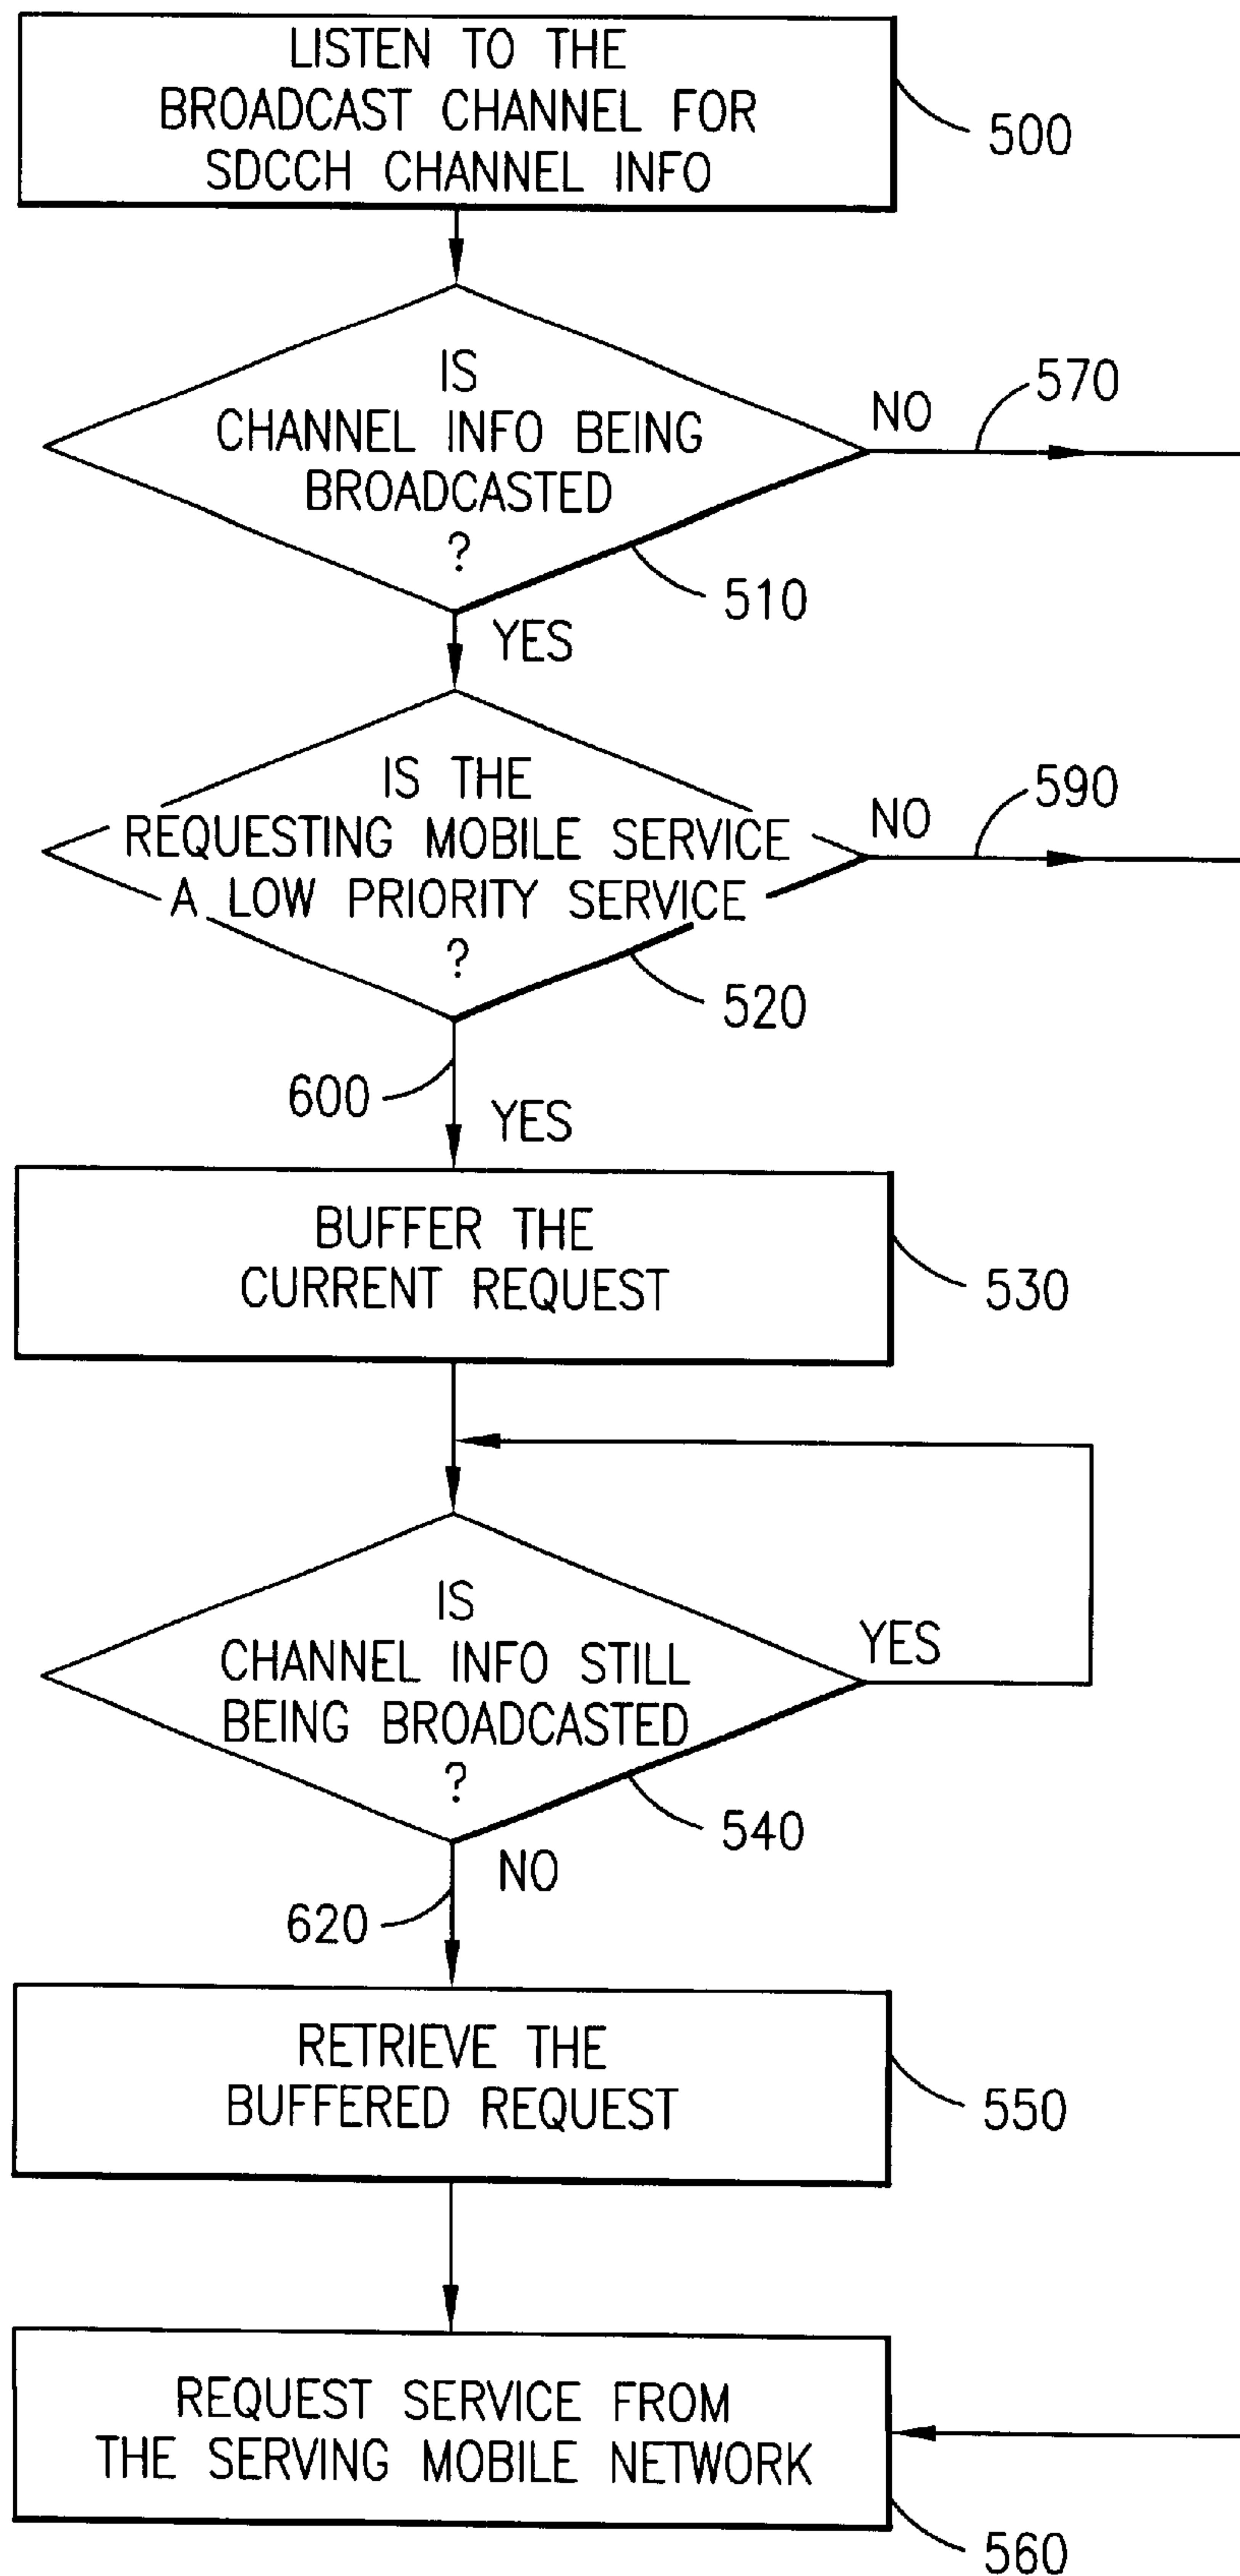 LISTEN TO THE
BROADCAST CHANNEL FOR
SDCCH CHANNEL INFO
500
IS
CHANNEL INFO BEING
BROADCASTED
?
NO
570
510
YES
IS THE
REQUESTING MOBILE SERVICE
A LOW PRIORITY SERVICE
?
NO
590
520
600
YES
BUFFER THE
CURRENT REQUEST
530
IS
CHANNEL INFO STILL
BEING BROADCASTED
?
YES
540
NO
620
RETRIEVE THE
BUFFERED REQUEST
550
REQUEST SERVICE FROM
THE SERVING MOBILE NETWORK
560